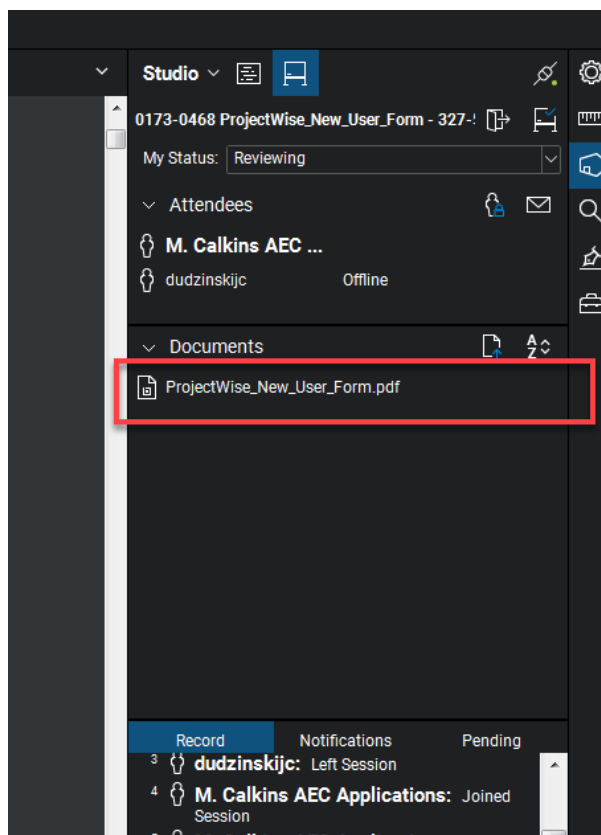 Studio
0173-0468 ProjectWise_New_User_Form - 327-
My Status: Reviewing
Attendees
M. Calkins AEC ...
dudzinskijc Offline
Documents
A
Z
ProjectWise_New_User_Form.pdf
Record Notifications Pending
3 dudzinskijc: Left Session
4 M. Calkins AEC Applications: Joined
Session